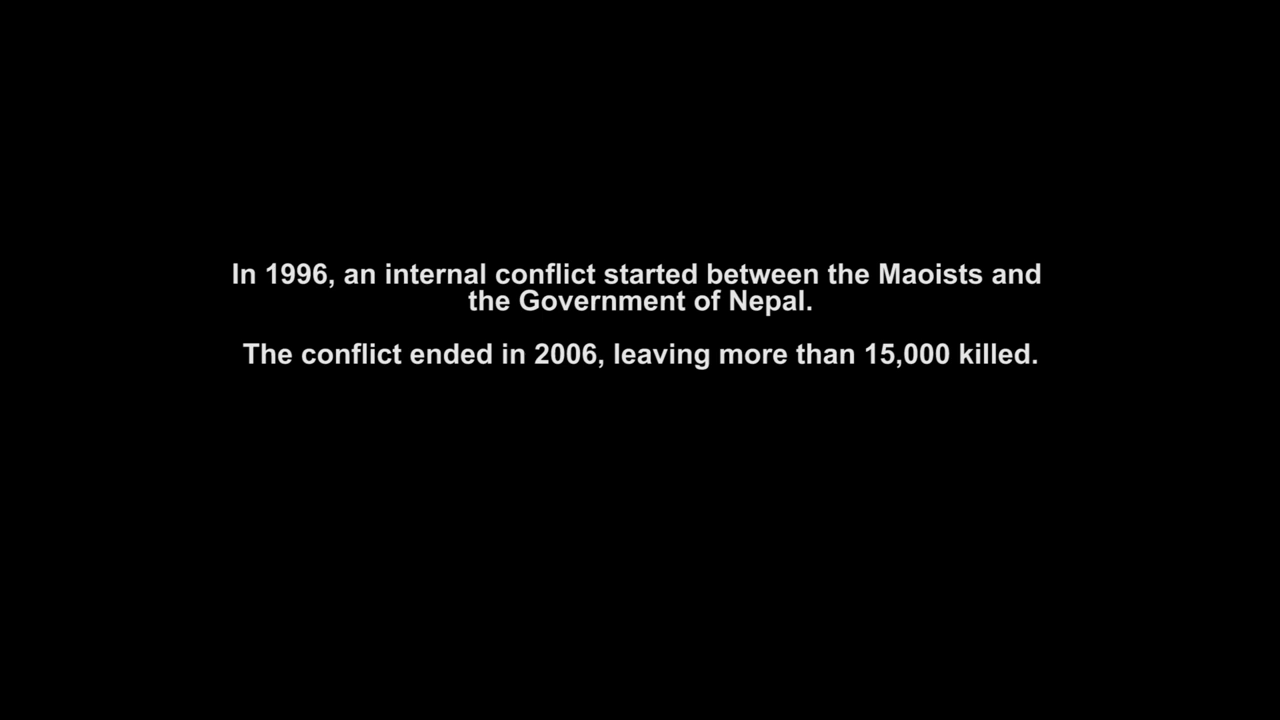 In 1996, an internal conflict started between the Maoists and
the Government of Nepal.
The conflict ended in 2006, leaving more than 15,000 killed.